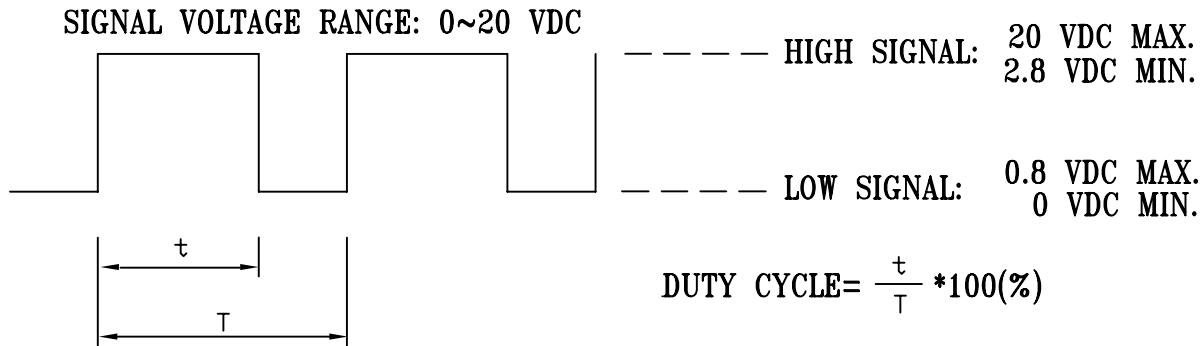 SIGNAL VOLTAGE RANGE: 0~20 VDC
HIGH SIGNAL: 20 VDC MAX.
2.8 VDC MIN.
LOW SIGNAL: 0.8 VDC MAX.
0 VDC MIN.
t
T
DUTY CYCLE= t/T *100(%)